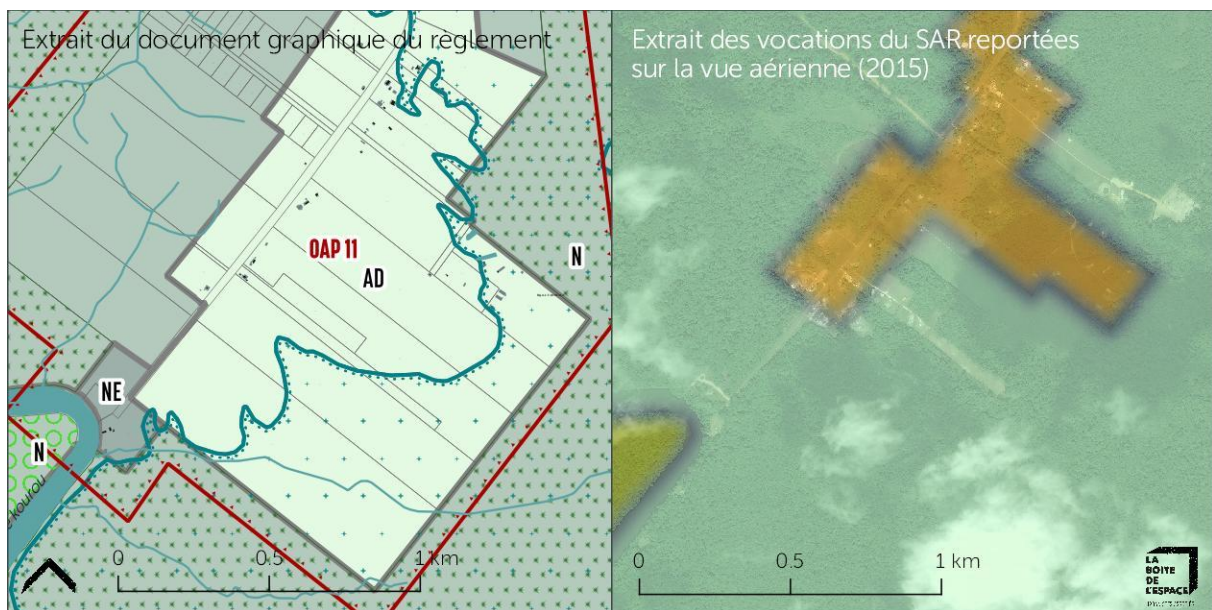 Extrait du document graphique du règlement
OAP 11
AD
N
NE
N
kourou
0 0.5 1 km
Extrait des vocations du SAR reportées
sur la vue aérienne (2015)
0 0.5 1 km
LA
BOITE
DE
L'ESPACE